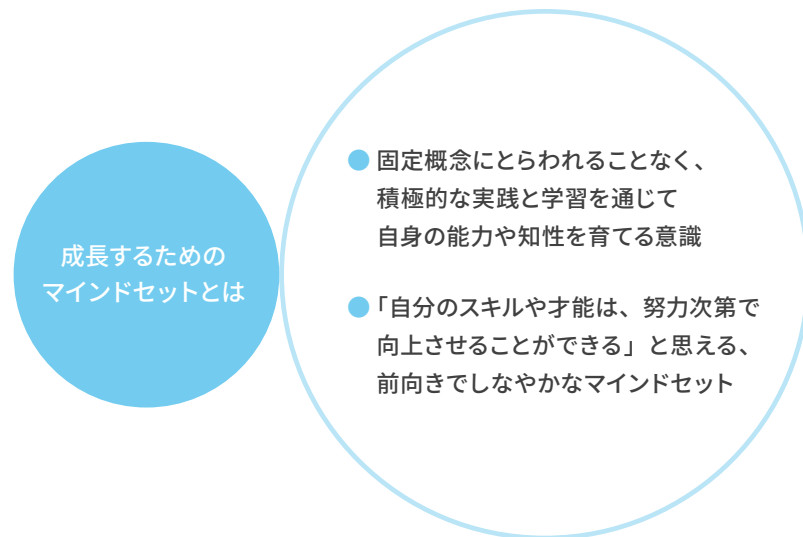 成長するための
マインドセットとは
固定概念にとらわれることなく、
積極的な実践と学習を通じて
自身の能力や知性を育てる意識
「自分のスキルや才能は、努力次第で
向上させることができる」と思える、
前向きでしなやかなマインドセット